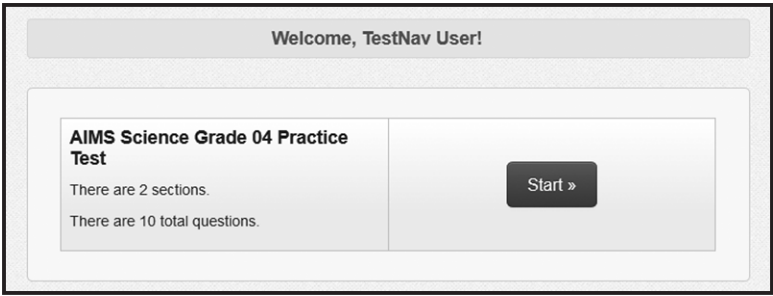 Welcome, TestNav User!
AIMS Science Grade 04 Practice
Test
There are 2 sections.
There are 10 total questions.
Start »